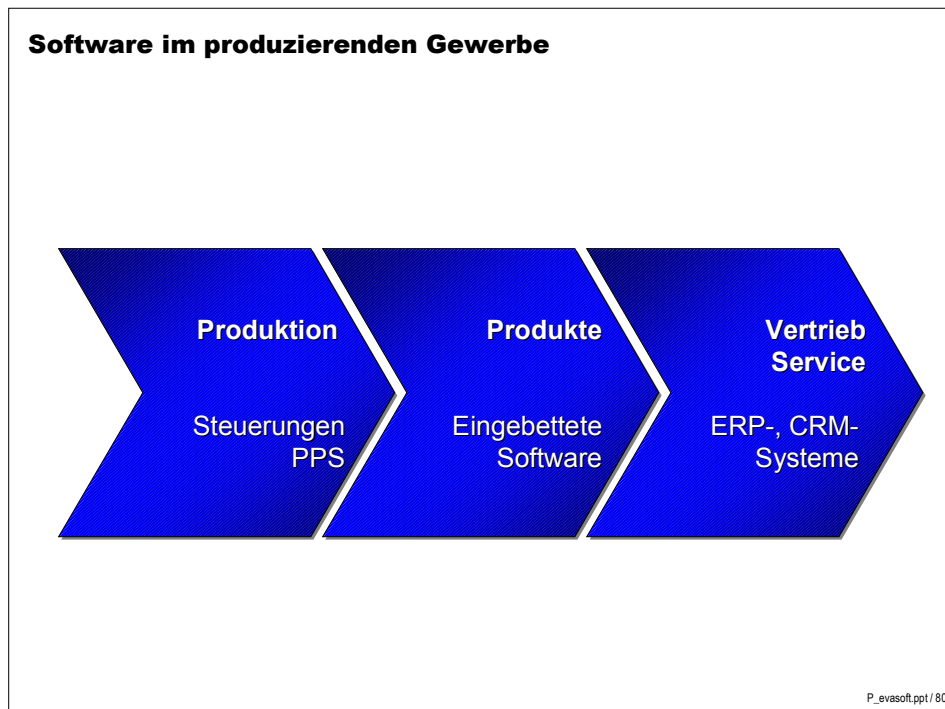 Software im produzierenden Gewerbe
Produktion
Steuerungen
PPS
Produkte
Eingebettete
Software
Vertrieb
Service
ERP-, CRM-
Systeme
P_evasoft.ppt / 80